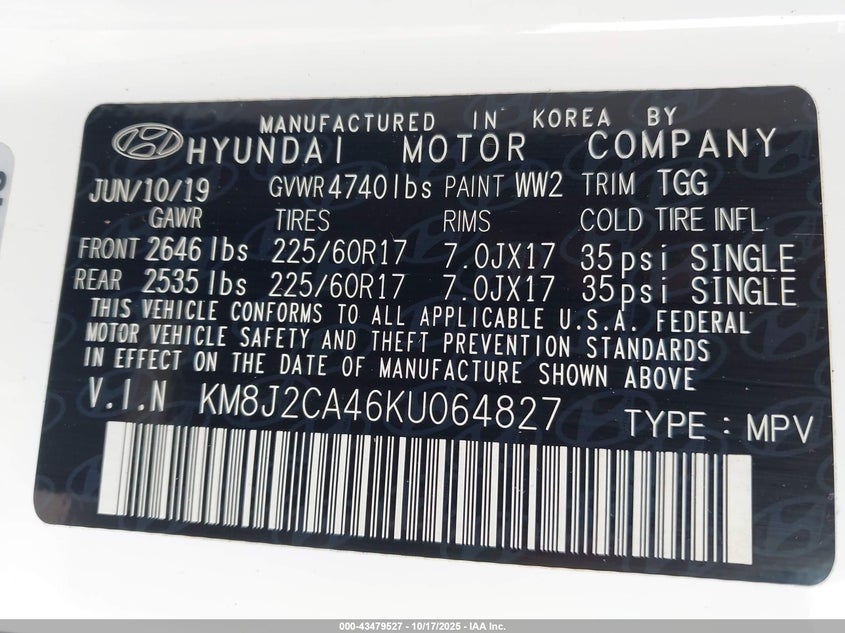 MANUFACTURED IN KOREA BY
HYUNDAI MOTOR COMPANY
JUN/10/19 GVWR 4740 lbs PAINT WW2 TRIM TGG
GAWR TIRES RIMS COLD TIRE INFL
FRONT 2646 lbs 225/60R17 7.0JX17 35psi SINGLE
REAR 2535 lbs 225/60R17 7.0JX17 35psi SINGLE
THIS VEHICLE CONFORMS TO ALL APPLICABLE U.S.A. FEDERAL
MOTOR VEHICLE SAFETY AND THEFT PREVENTION STANDARDS
IN EFFECT ON THE DATE OF MANUFACTURE SHOWN ABOVE
V.I.N KM8J2CA46KU064827 TYPE : MPV
000-43479527 - 10/17/2025 - IAA Inc.